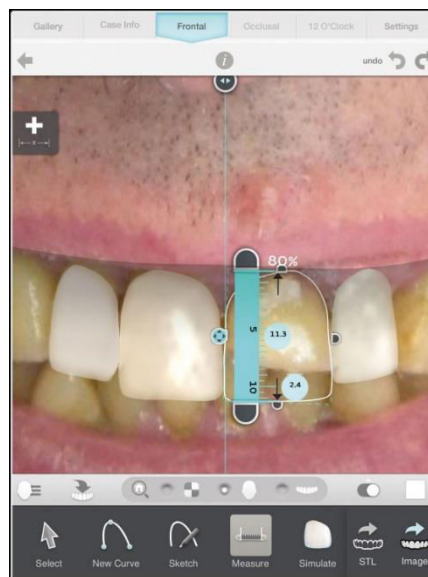 Gallery Case Info Frontal Occlusal 12 O'Clock Settings
i undo
80%
5
11.3
10
2.4
Select New Curve Sketch Measure Simulate STL Image